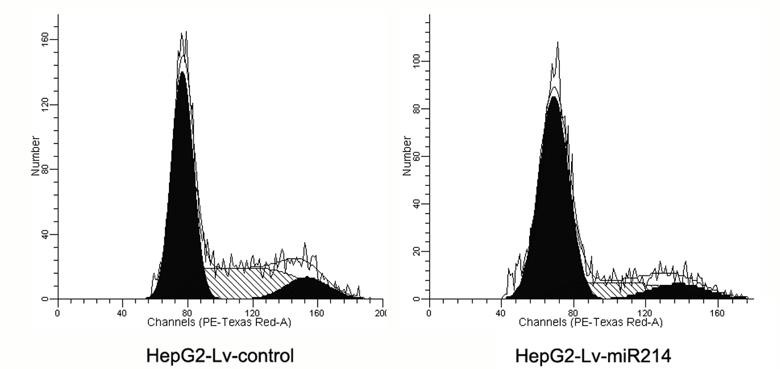 160
120
80
40
0
Number
0 40 80 120 160 20
Channels (PE-Texas Red-A)
HepG2-Lv-control
100
80
60
40
20
0
Number
0 40 80 120 160
Channels (PE-Texas Red-A)
HepG2-Lv-miR214